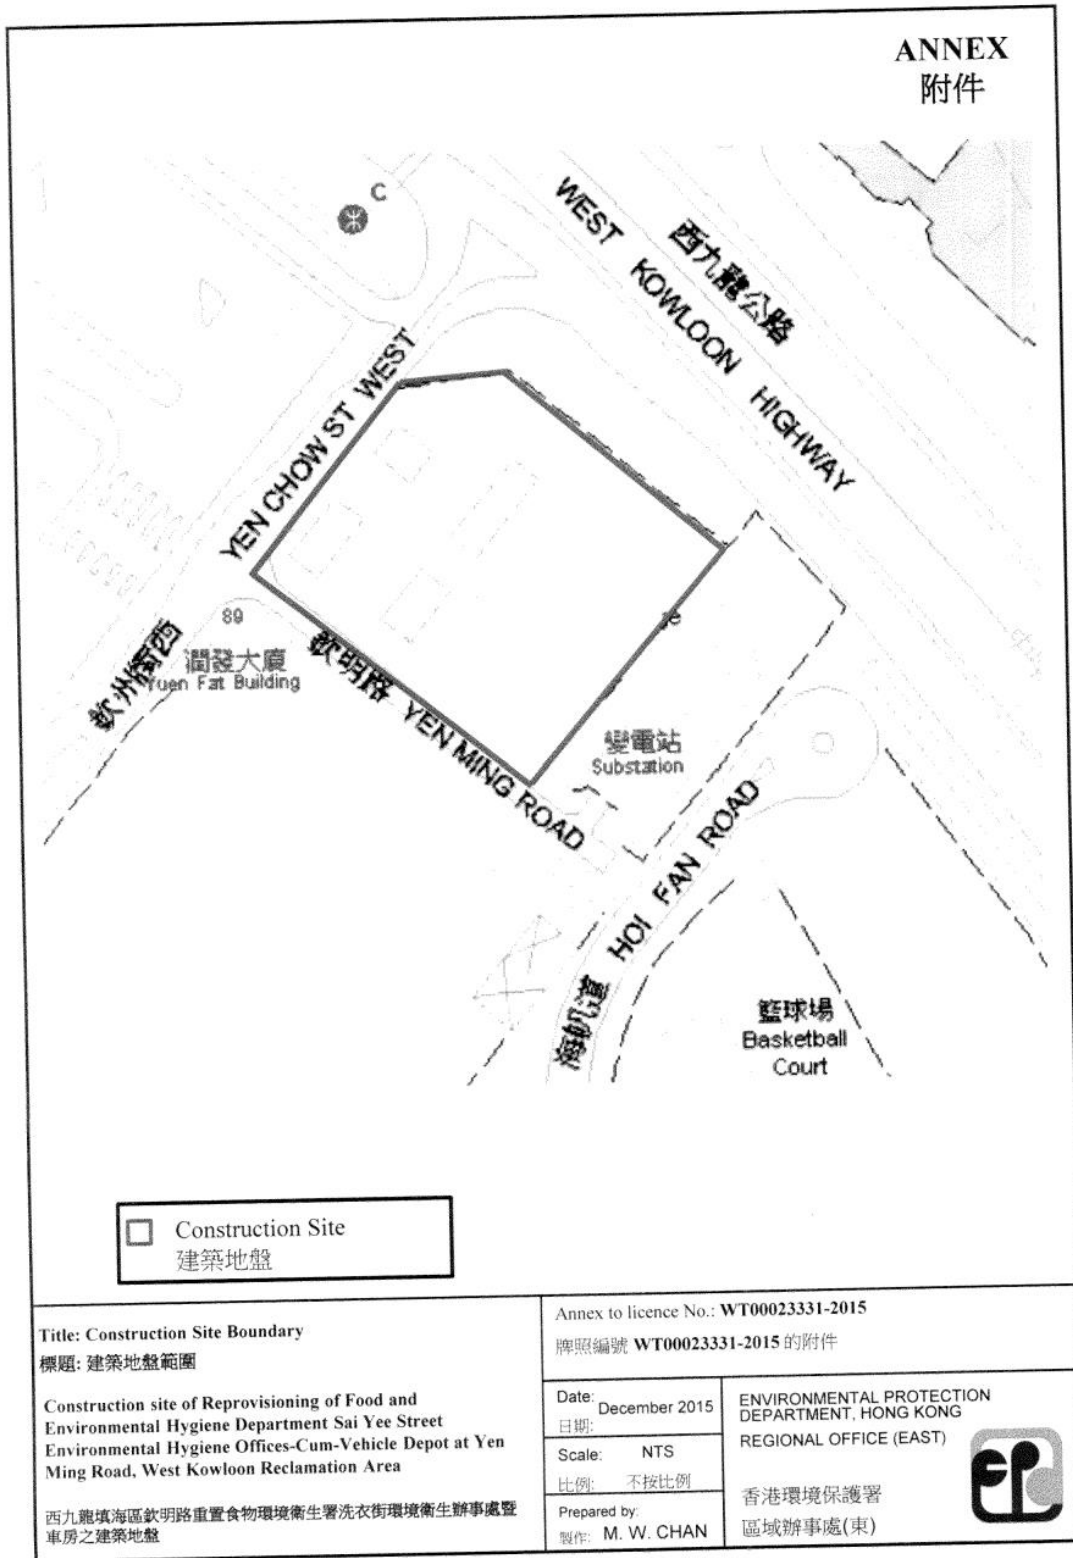 ANNEX
附件
C
WEST KOWLOON HIGHWAY
西九龍公路
YEN CHOW ST WEST
欽州街西
89
潤發大廈
Yuen Fat Building
欽明路 YEN MING ROAD
變電站
Substation
海帆道 HOI FAN ROAD
籃球場
Basketball
Court
Construction Site
建築地盤
Title: Construction Site Boundary
標題: 建築地盤範圍
Construction site of Reprovisioning of Food and
Environmental Hygiene Department Sai Yee Street
Environmental Hygiene Offices-Cum-Vehicle Depot at Yen
Ming Road, West Kowloon Reclamation Area
西九龍填海區欽明路重置食物環境衛生署洗衣街環境衛生辦事處暨
車房之建築地盤
Annex to licence No.: WT00023331-2015
牌照編號 WT00023331-2015 的附件
Date: December 2015
日期:
Scale: NTS
比例: 不按比例
Prepared by:
製作: M. W. CHAN
ENVIRONMENTAL PROTECTION
DEPARTMENT, HONG KONG
REGIONAL OFFICE (EAST)
香港環境保護署
區域辦事處(東)